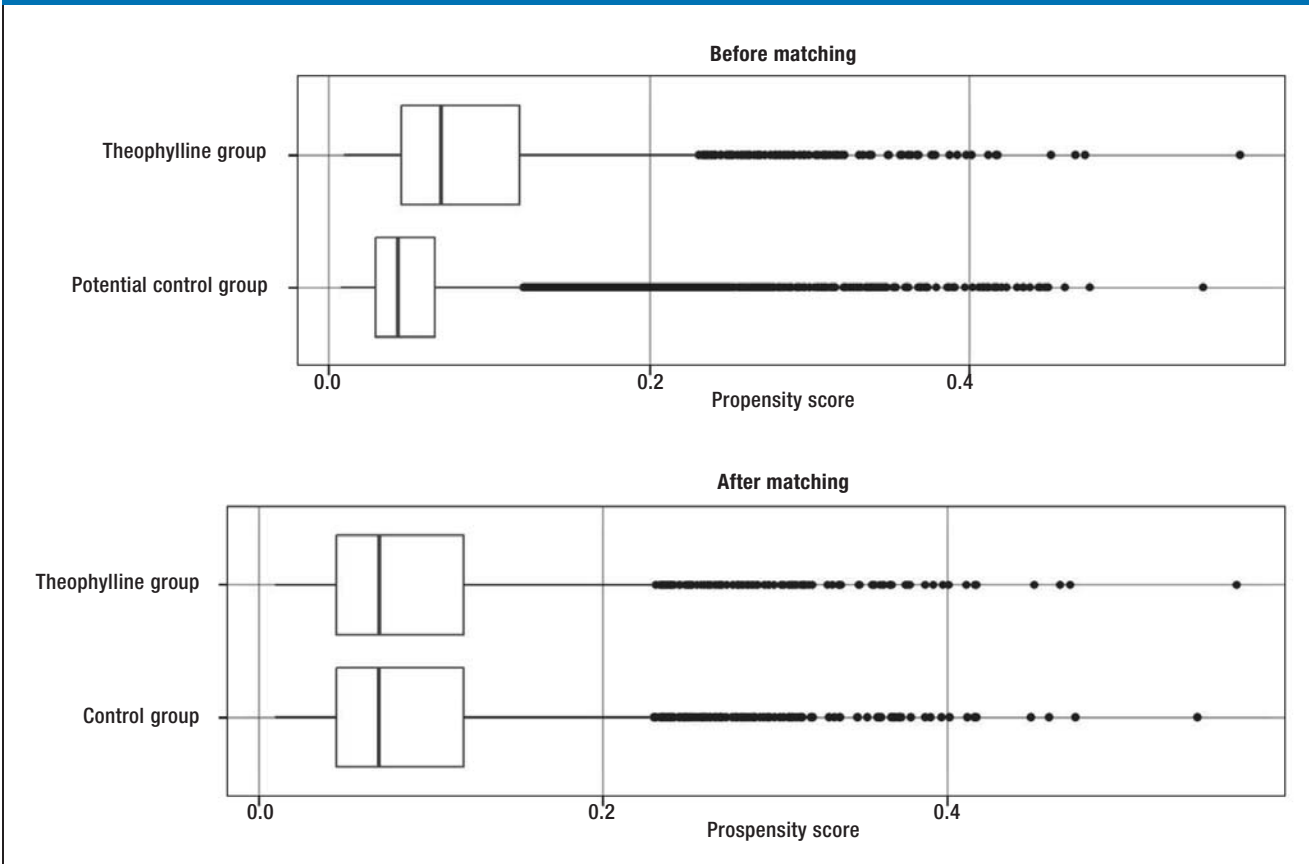 Before matching
Theophylline group
Potential control group
0.0 0.2 0.4
Propensity score
After matching
Theophylline group
Control group
0.0 0.2 0.4
Prospensity score